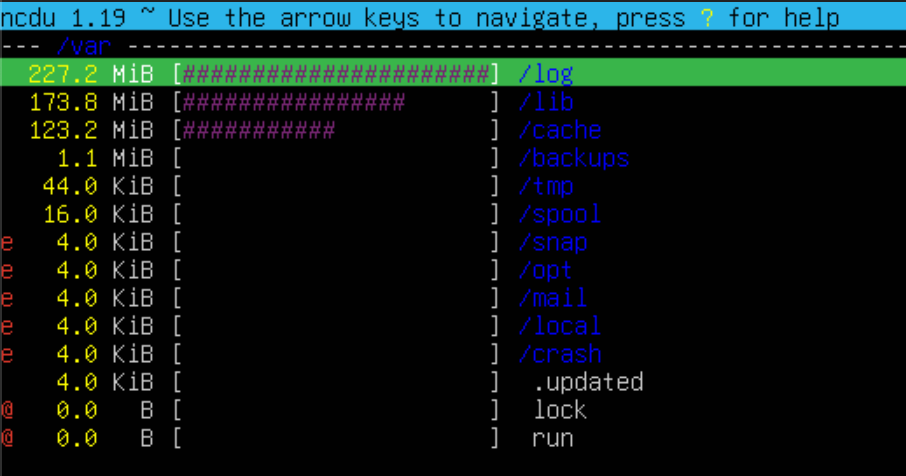 ncdu 1.19 ~ Use the arrow keys to navigate, press ? for help
--- /var --------------------------------------------------------
  227.2 MiB [######################] /log
  173.8 MiB [################      ] /lib
  123.2 MiB [###########           ] /cache
    1.1 MiB [                      ] /backups
   44.0 KiB [                      ] /tmp
   16.0 KiB [                      ] /spool
e   4.0 KiB [                      ] /snap
e   4.0 KiB [                      ] /opt
e   4.0 KiB [                      ] /mail
e   4.0 KiB [                      ] /local
e   4.0 KiB [                      ] /crash
    4.0 KiB [                      ]  .updated
@   0.0   B [                      ]  lock
@   0.0   B [                      ]  run